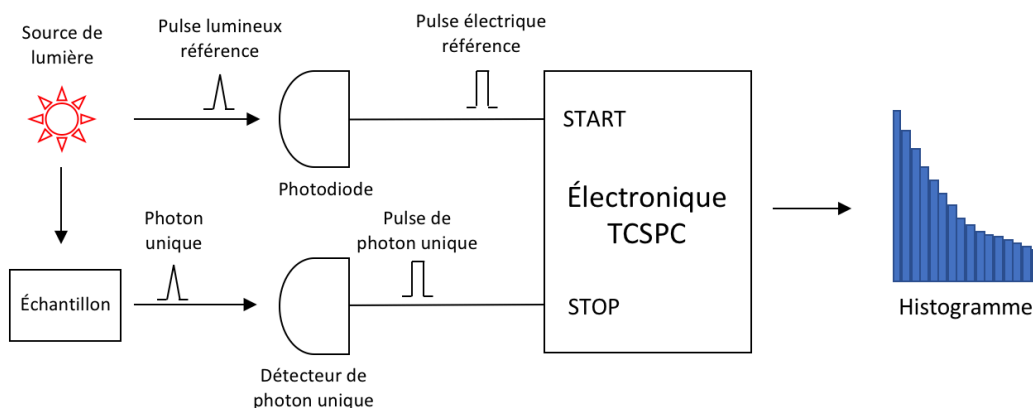 Source de
lumière
Pulse lumineux
référence
Pulse électrique
référence
START
Photodiode
Électronique
TCSPC
Photon
unique
Pulse de
photon unique
Échantillon
STOP
Histogramme
Détecteur de
photon unique